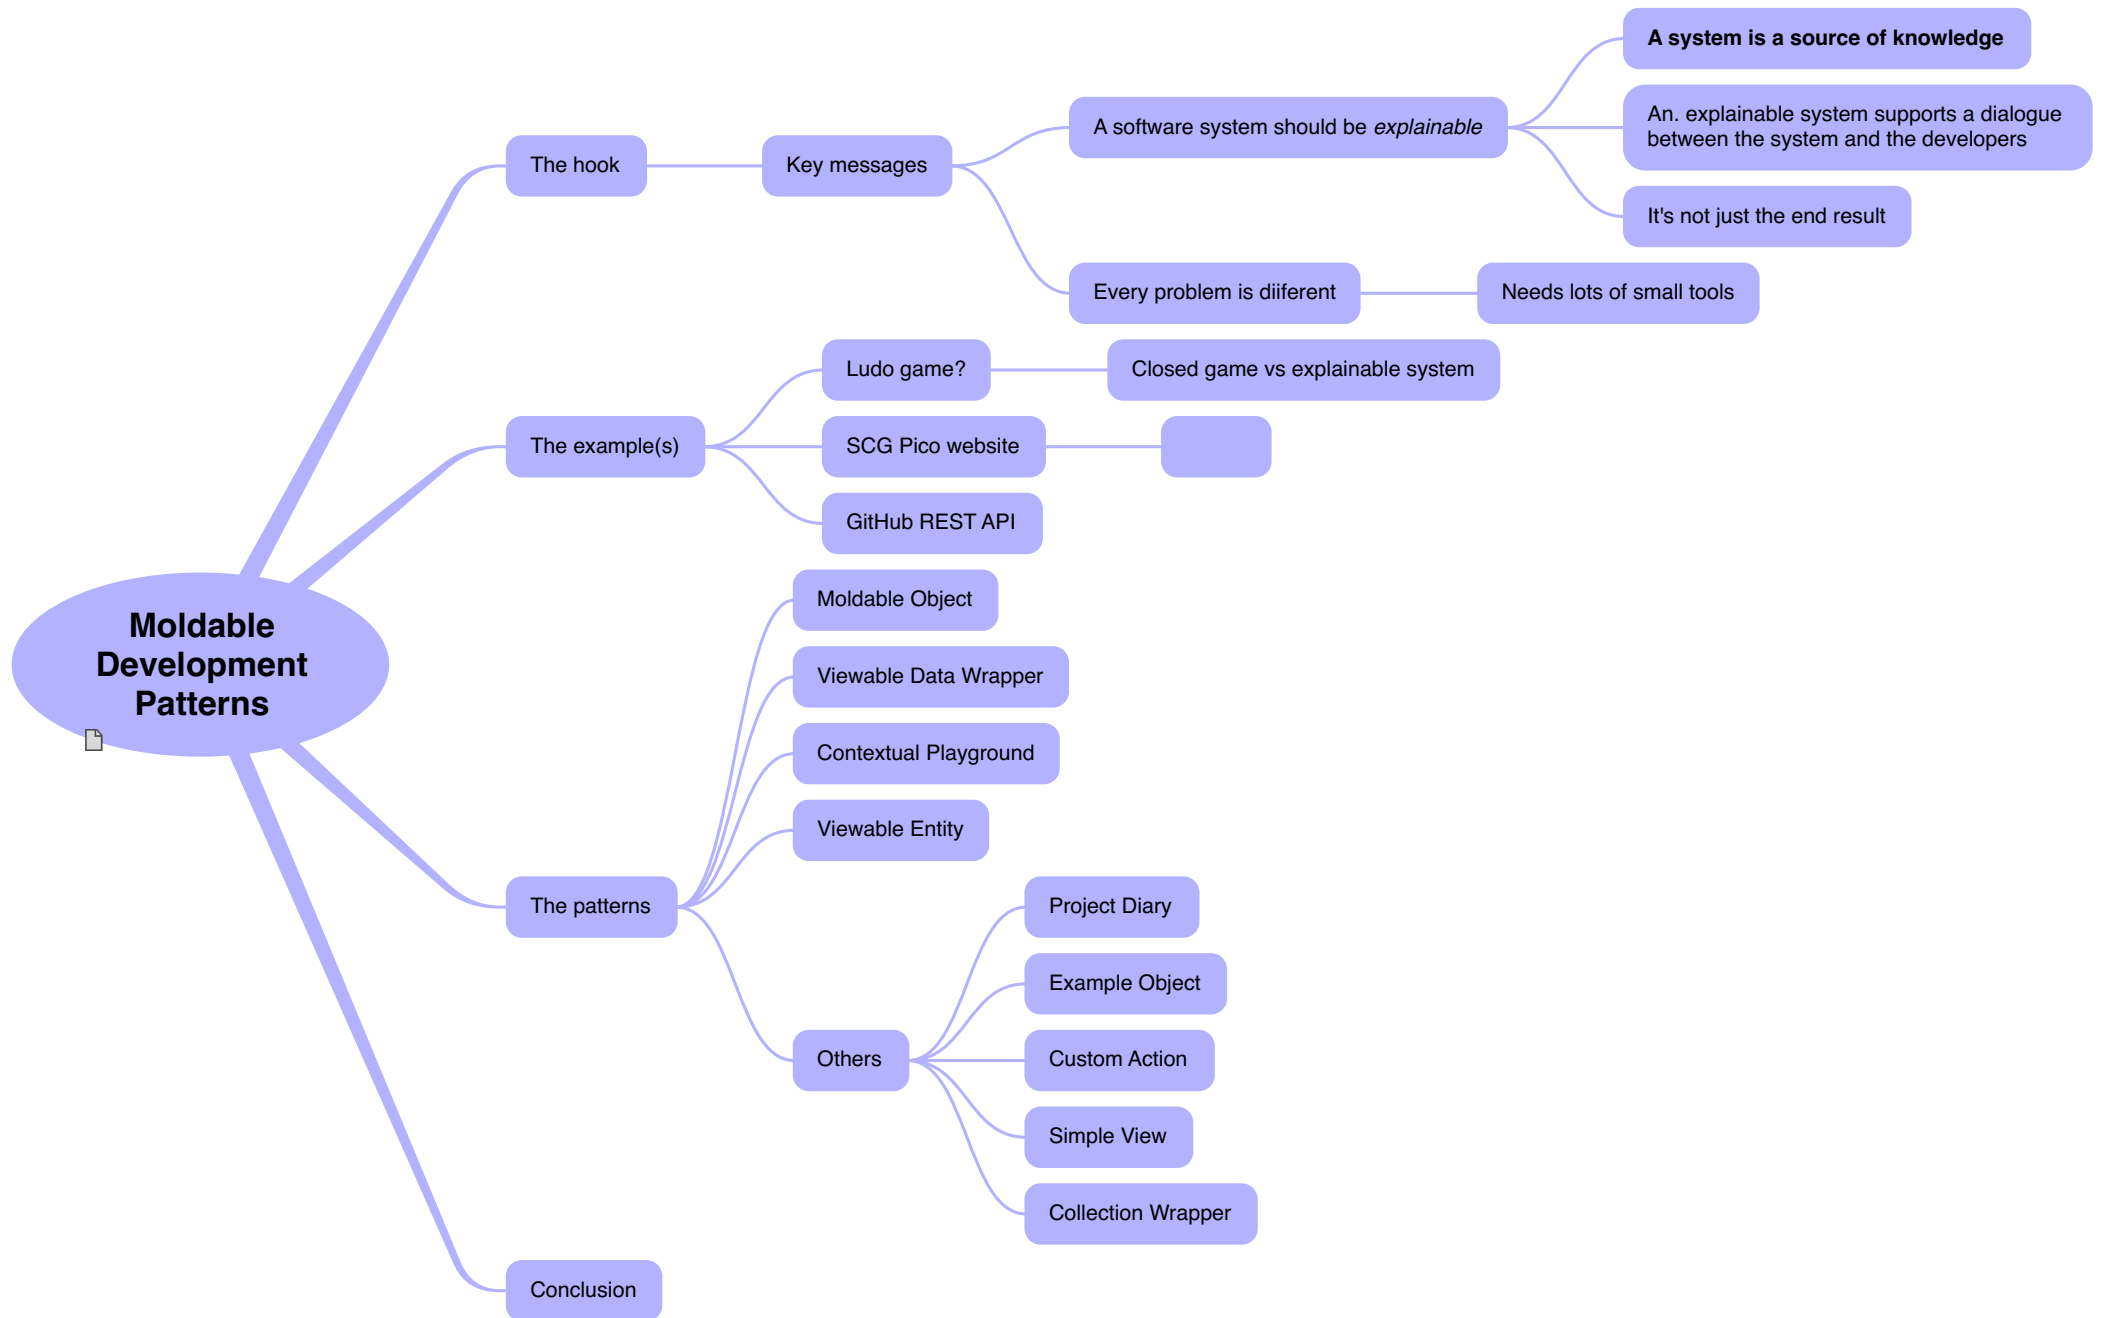 Moldable
Development
Patterns
The hook
Key messages
A software system should be explainable
A system is a source of knowledge
An. explainable system supports a dialogue
between the system and the developers
It's not just the end result
Every problem is diiferent
Needs lots of small tools
The example(s)
Ludo game?
Closed game vs explainable system
SCG Pico website
GitHub REST API
The patterns
Moldable Object
Viewable Data Wrapper
Contextual Playground
Viewable Entity
Others
Project Diary
Example Object
Custom Action
Simple View
Collection Wrapper
Conclusion